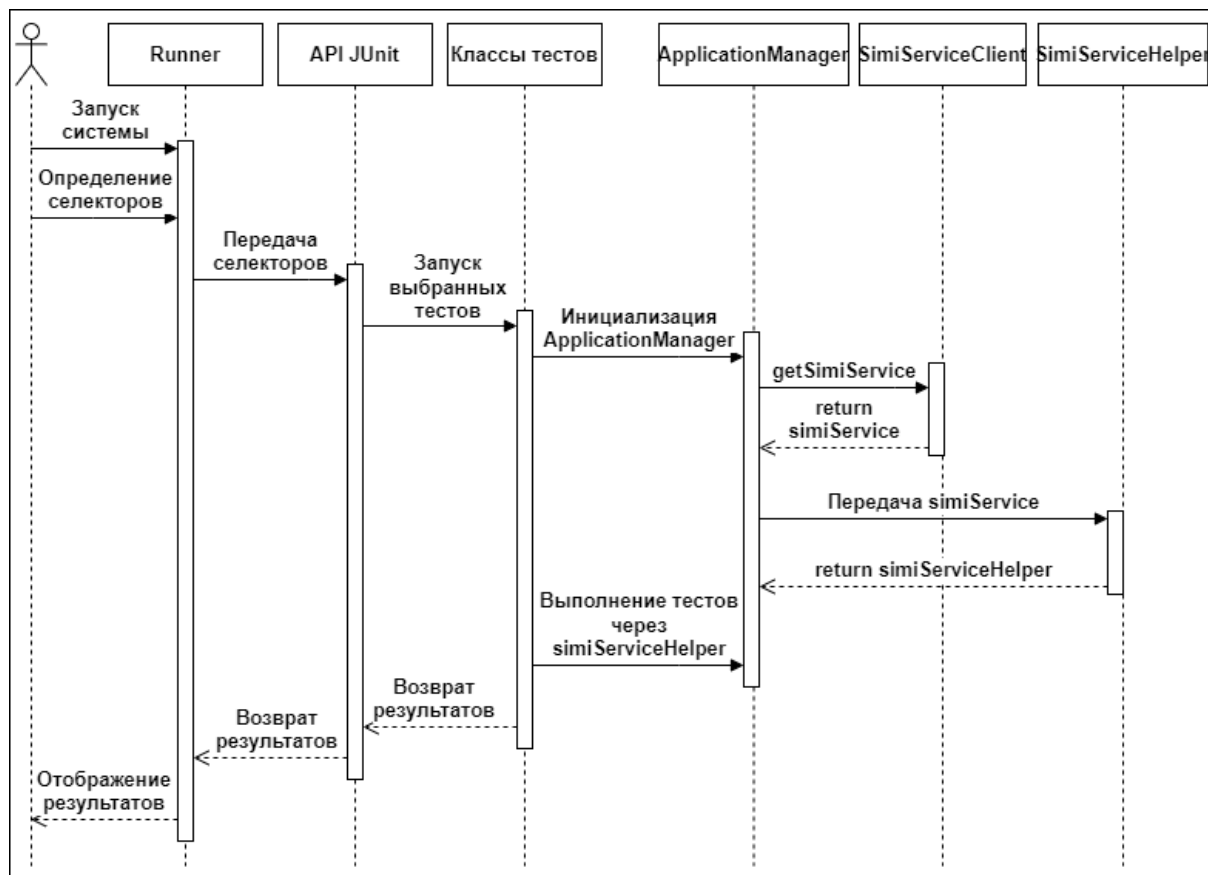 Runner
API JUnit
Классы тестов
ApplicationManager
SimiServiceClient
SimiServiceHelper
Запуск
системы
Определение
селекторов
Передача
селекторов
Запуск
выбранных
тестов
Инициализация
ApplicationManager
getSimiService
return
simiService
Передача simiService
return simiServiceHelper
Выполнение тестов
через
simiServiceHelper
Возврат
результатов
Возврат
результатов
Отображение
результатов